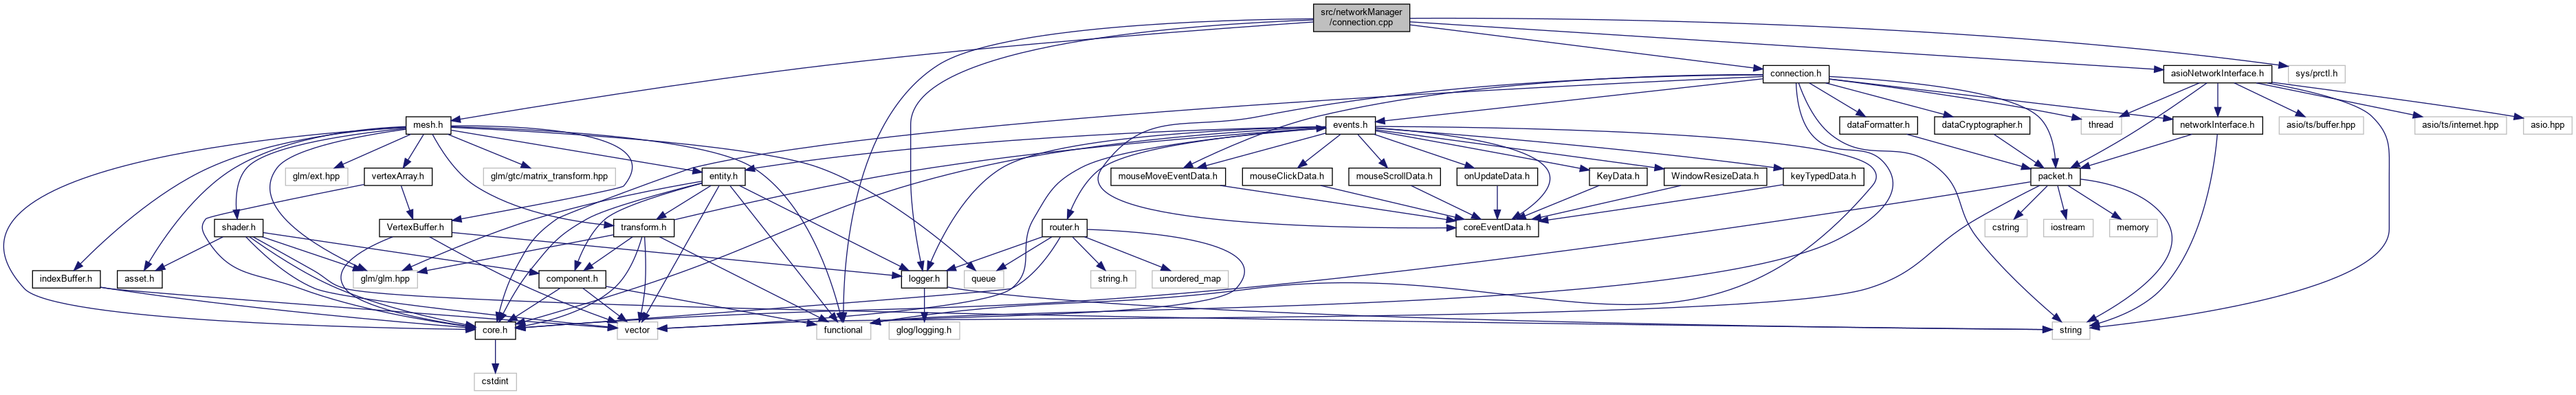 src/networkManager
/connection.cpp
connection.h
asioNetworkInterface.h
sys/prctl.h
mesh.h
events.h
dataFormatter.h
dataCryptographer.h
thread
networkInterface.h
asio/ts/buffer.hpp
asio/ts/internet.hpp
asio.hpp
glm/ext.hpp
vertexArray.h
glm/gtc/matrix_transform.hpp
entity.h
mouseMoveEventData.h
mouseClickData.h
mouseScrollData.h
onUpdateData.h
KeyData.h
WindowResizeData.h
keyTypedData.h
packet.h
shader.h
VertexBuffer.h
transform.h
router.h
coreEventData.h
cstring
iostream
memory
indexBuffer.h
asset.h
glm/glm.hpp
component.h
logger.h
queue
string.h
unordered_map
core.h
vector
functional
glog/logging.h
string
cstdint